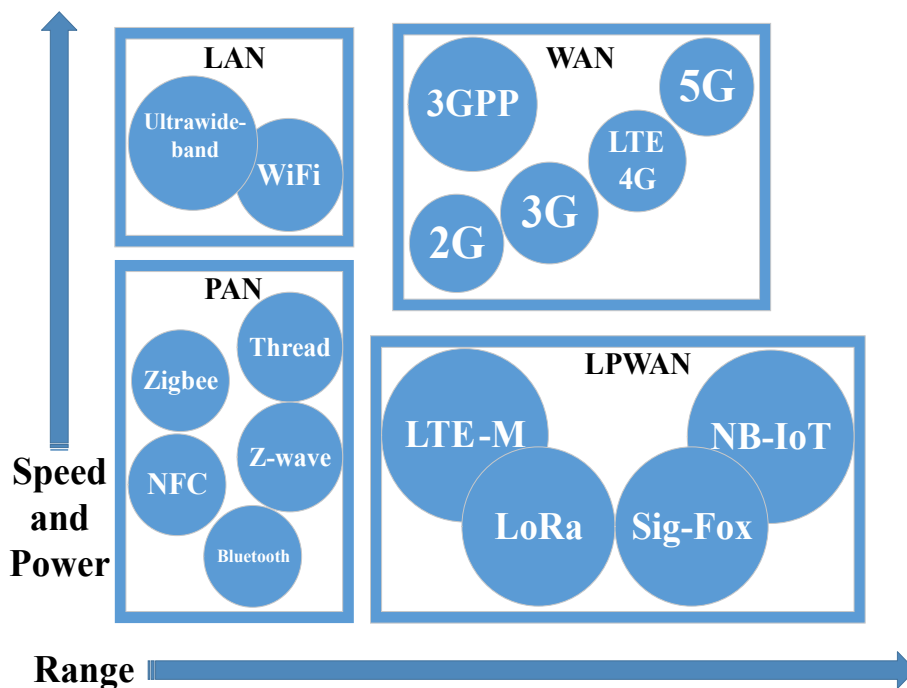 LAN
Ultrawide-
band
WiFi
WAN
3GPP
5G
LTE
4G
3G
2G
PAN
Thread
Zigbee
Z-wave
NFC
Bluetooth
LPWAN
LTE-M
NB-IoT
LoRa
Sig-Fox
Speed
and
Power
Range